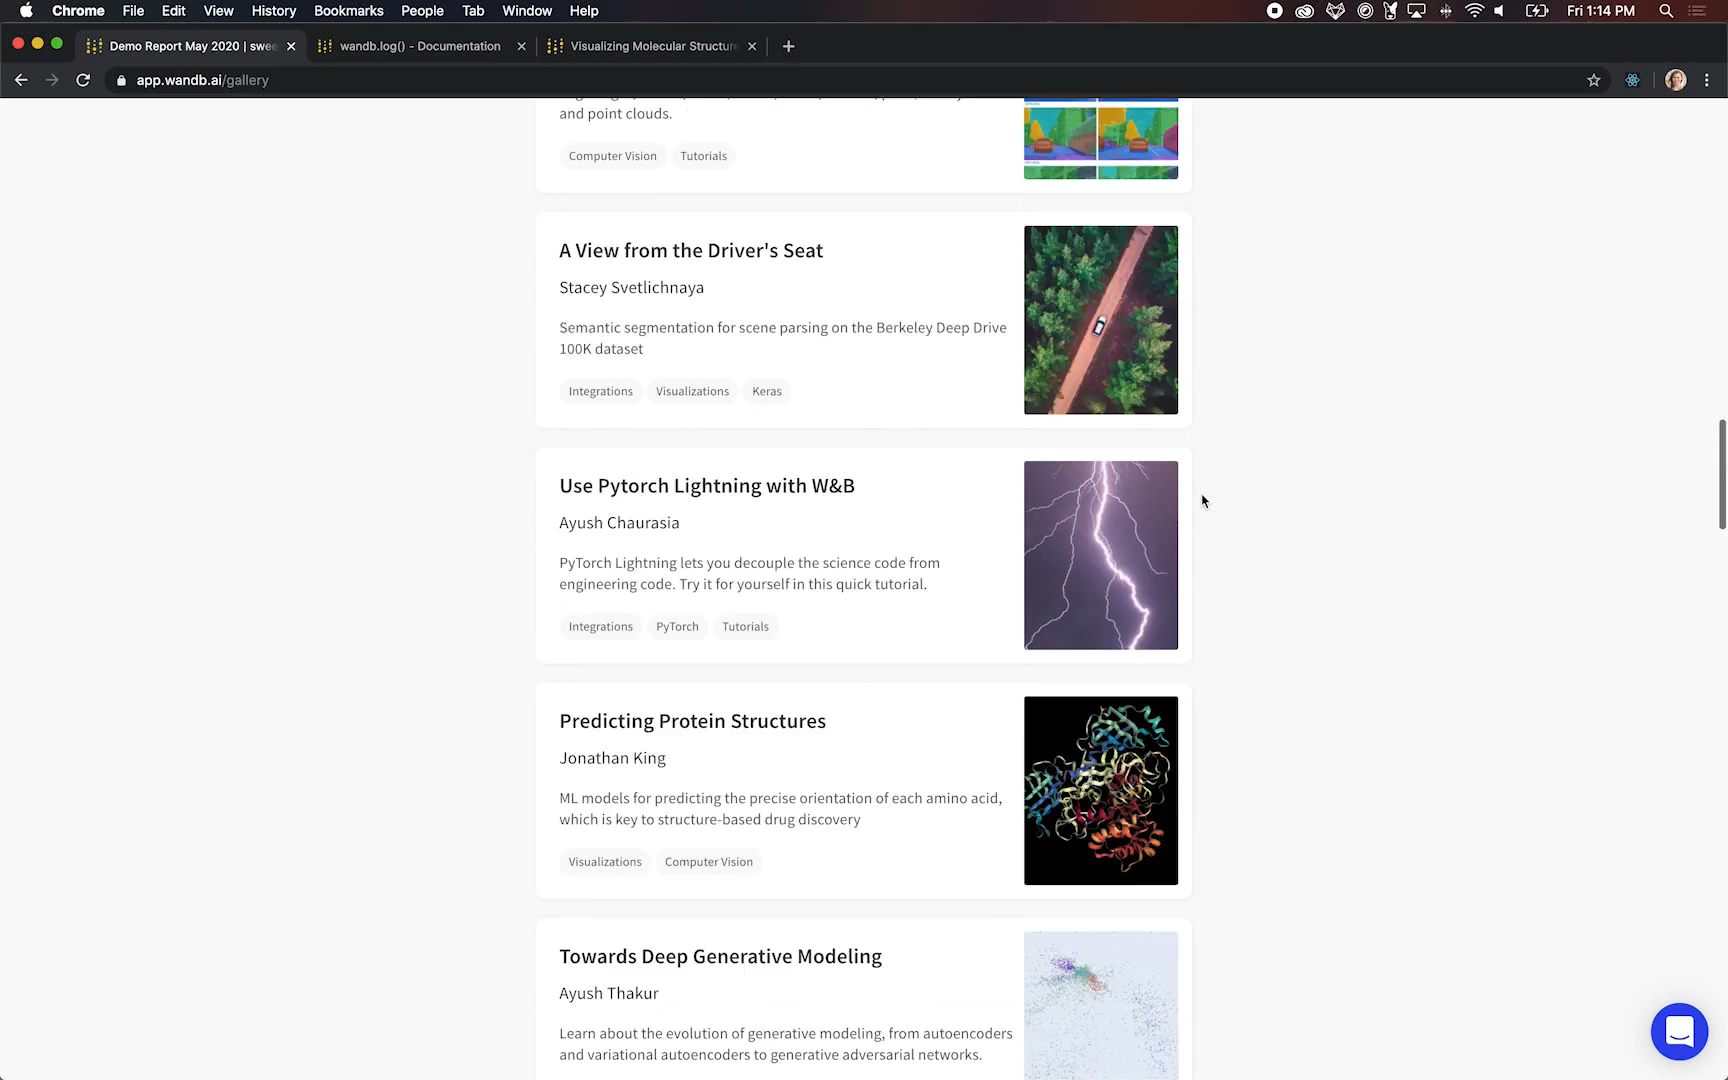 Chrome File Edit View History Bookmarks People Tab Window Help Fri 1:14 PM
Demo Report May 2020 | swee wandb.log() - Documentation Visualizing Molecular Structur
app.wandb.ai/gallery
and point clouds.
Computer Vision Tutorials
A View from the Driver's Seat
Stacey Svetlichnaya
Semantic segmentation for scene parsing on the Berkeley Deep Drive
100K dataset
Integrations Visualizations Keras
Use Pytorch Lightning with W&B
Ayush Chaurasia
PyTorch Lightning lets you decouple the science code from
engineering code. Try it for yourself in this quick tutorial.
Integrations PyTorch Tutorials
Predicting Protein Structures
Jonathan King
ML models for predicting the precise orientation of each amino acid,
which is key to structure-based drug discovery
Visualizations Computer Vision
Towards Deep Generative Modeling
Ayush Thakur
Learn about the evolution of generative modeling, from autoencoders
and variational autoencoders to generative adversarial networks.